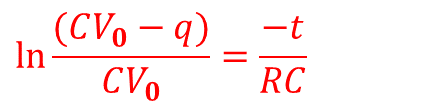 ln (CV₀ − q) / CV₀ = −t / RC